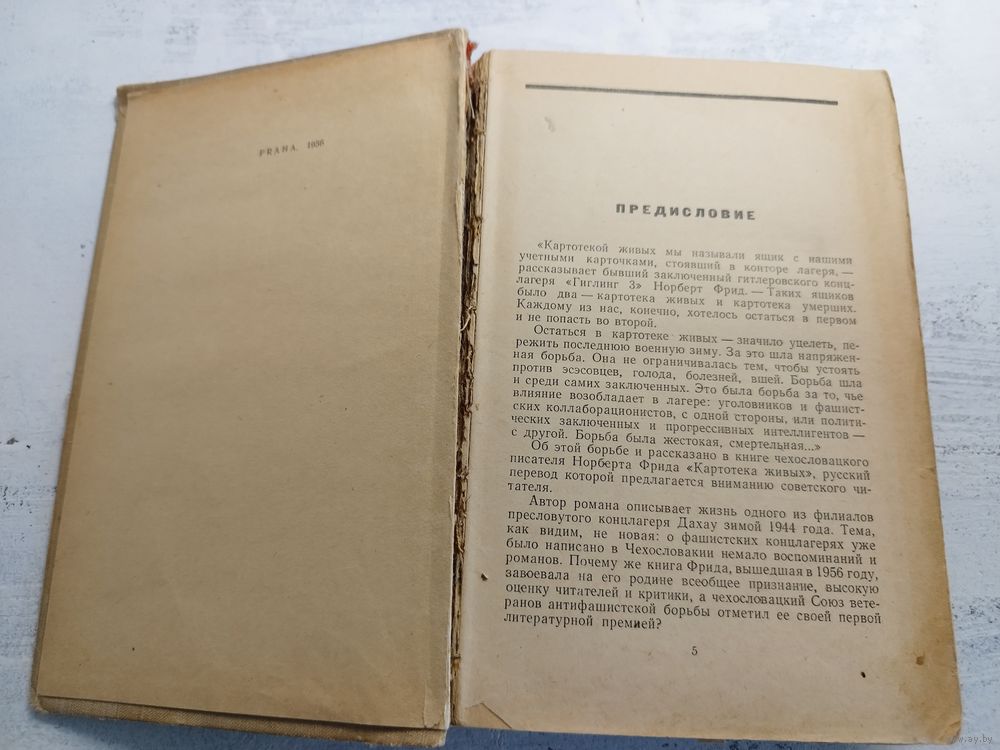 PRAHA. 1956
ПРЕДИСЛОВИЕ
«Картотекой живых мы называли ящик с нашими
учетными карточками, стоявший в конторе лагеря, —
рассказывает бывший заключенный гитлеровского конц-
лагеря «Гиглинг 3» Норберт Фрид. — Таких ящиков
было два — картотека живых и картотека умерших.
Каждому из нас, конечно, хотелось остаться в первом
и не попасть во второй.
Остаться в картотеке живых — значило уцелеть, пе-
режить последнюю военную зиму. За это шла напряжен-
ная борьба. Она не ограничивалась тем, чтобы устоять
против эсэсовцев, голода, болезней, вшей. Борьба шла
и среди самих заключенных. Это была борьба за то, чье
влияние возобладает в лагере: уголовников и фашист-
ских коллаборационистов, с одной стороны, или полити-
ческих заключенных и прогрессивных интеллигентов —
с другой. Борьба была жестокая, смертельная...»
Об этой борьбе и рассказано в книге чехословацкого
писателя Норберта Фрида «Картотека живых», русский
перевод которой предлагается вниманию советского чи-
тателя.
Автор романа описывает жизнь одного из филиалов
пресловутого концлагеря Дахау зимой 1944 года. Тема,
как видим, не новая: о фашистских концлагерях уже
было написано в Чехословакии немало воспоминаний и
романов. Почему же книга Фрида, вышедшая в 1956 году,
завоевала на его родине всеобщее признание, высокую
оценку читателей и критики, а чехословацкий Союз вете-
ранов антифашистской борьбы отметил ее своей первой
литературной премией?
5